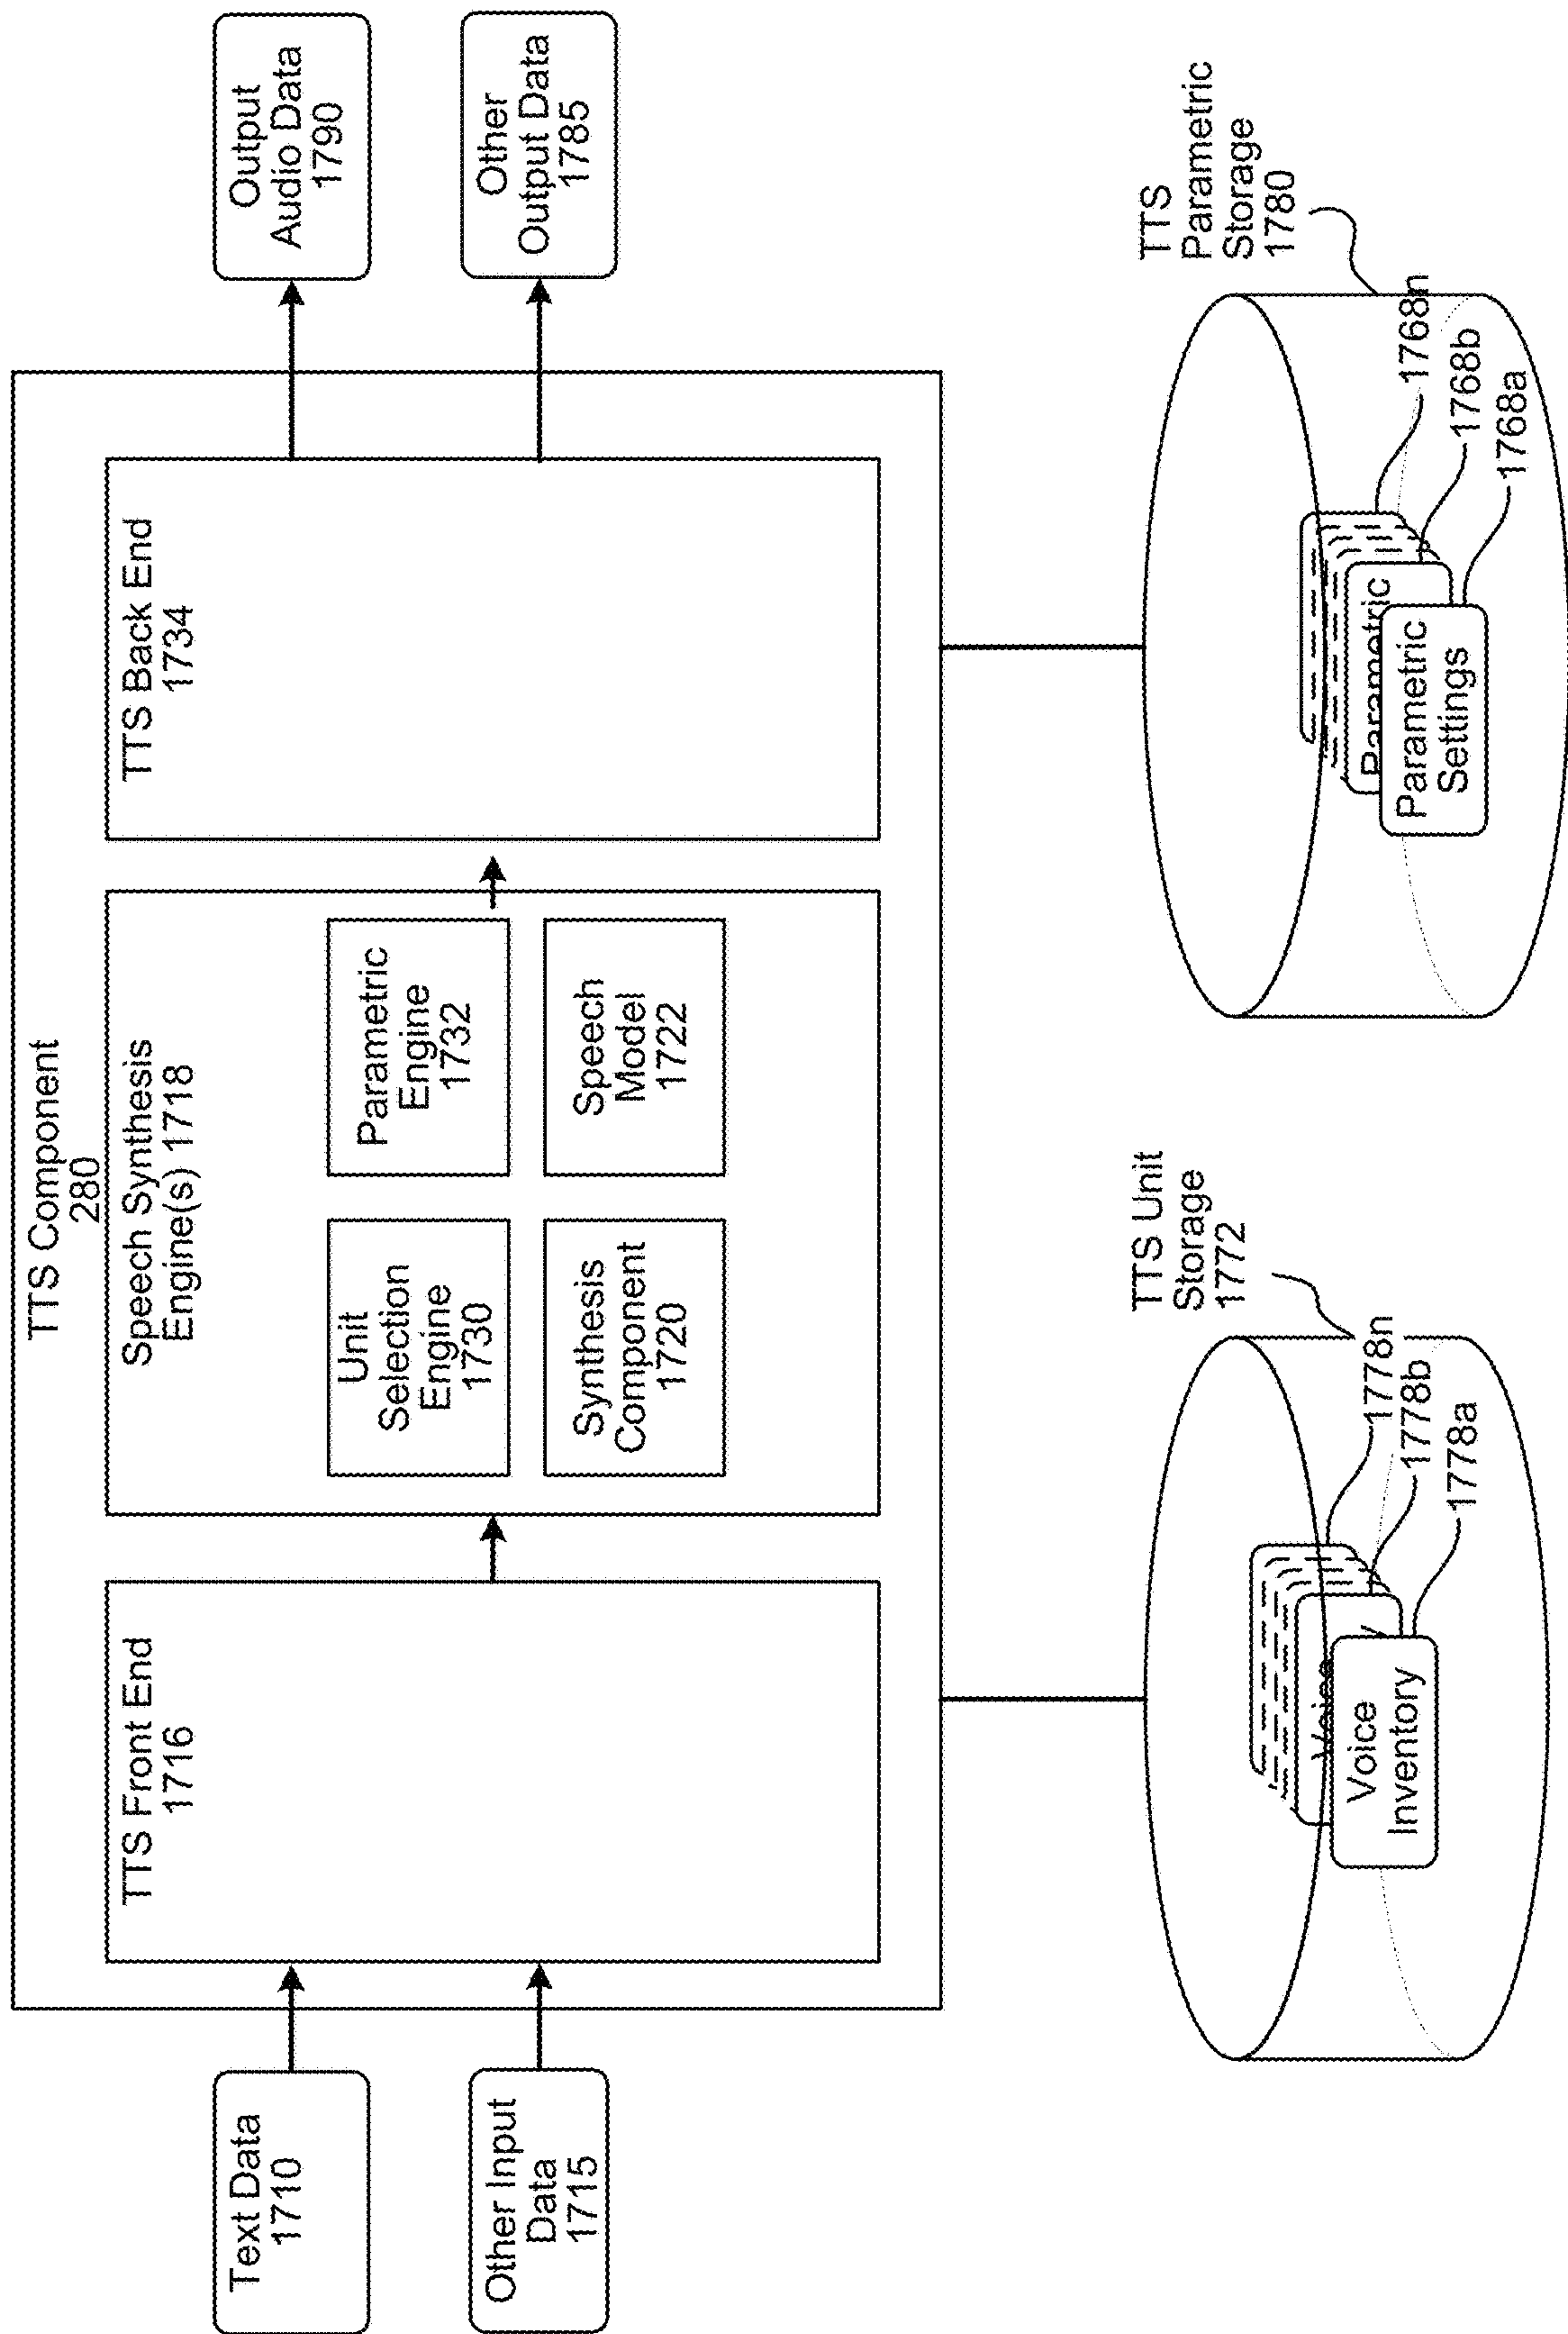 TTS Component
280
Text Data
1710
Other Input
Data
1715
TTS Front End
1716
Speech Synthesis
Engine(s) 1718
Unit
Selection
Engine
1730
Parametric
Engine
1732
Synthesis
Component
1720
Speech
Model
1722
TTS Back End
1734
Output
Audio Data
1790
Other
Output Data
1785
TTS Unit
Storage
1772
1778n
1778b
1778a
Voice
Voice
Inventory
TTS
Parametric
Storage
1780
1768n
1768b
1768a
Parametric
Parametric
Settings